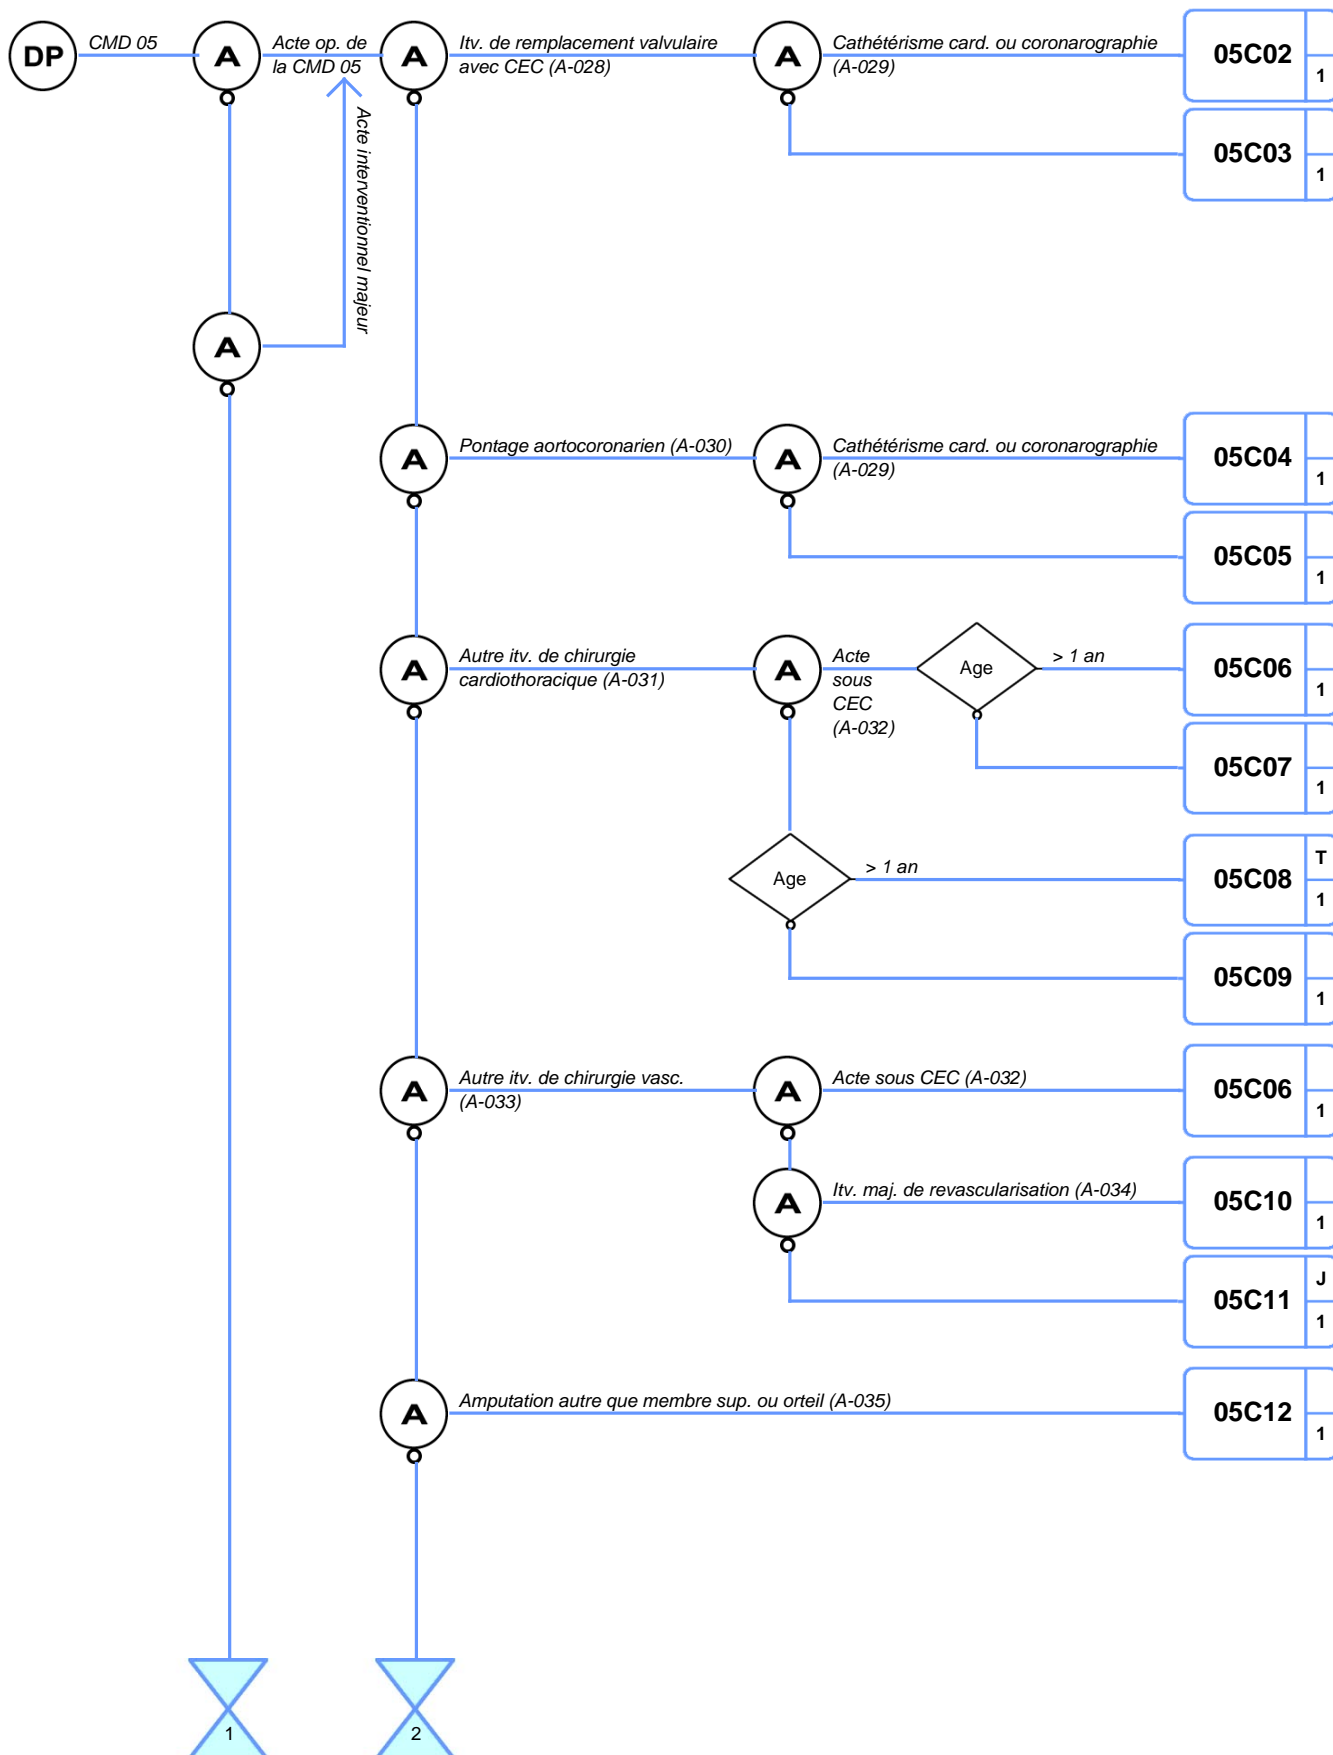 DP
CMD 05
A
Acte op. de
la CMD 05
A
Itv. de remplacement valvulaire
avec CEC (A-028)
A
Cathétérisme card. ou coronarographie
(A-029)
05C02
1
Acte interventionnel majeur
05C03
1
A
A
Pontage aortocoronarien (A-030)
A
Cathétérisme card. ou coronarographie
(A-029)
05C04
1
05C05
1
A
Autre itv. de chirurgie
cardiothoracique (A-031)
A
Acte
sous
CEC
(A-032)
Age
> 1 an
05C06
1
05C07
1
Age
> 1 an
05C08
T
1
05C09
1
A
Autre itv. de chirurgie vasc.
(A-033)
A
Acte sous CEC (A-032)
05C06
1
A
Itv. maj. de revascularisation (A-034)
05C10
1
05C11
J
1
A
Amputation autre que membre sup. ou orteil (A-035)
05C12
1
1
2